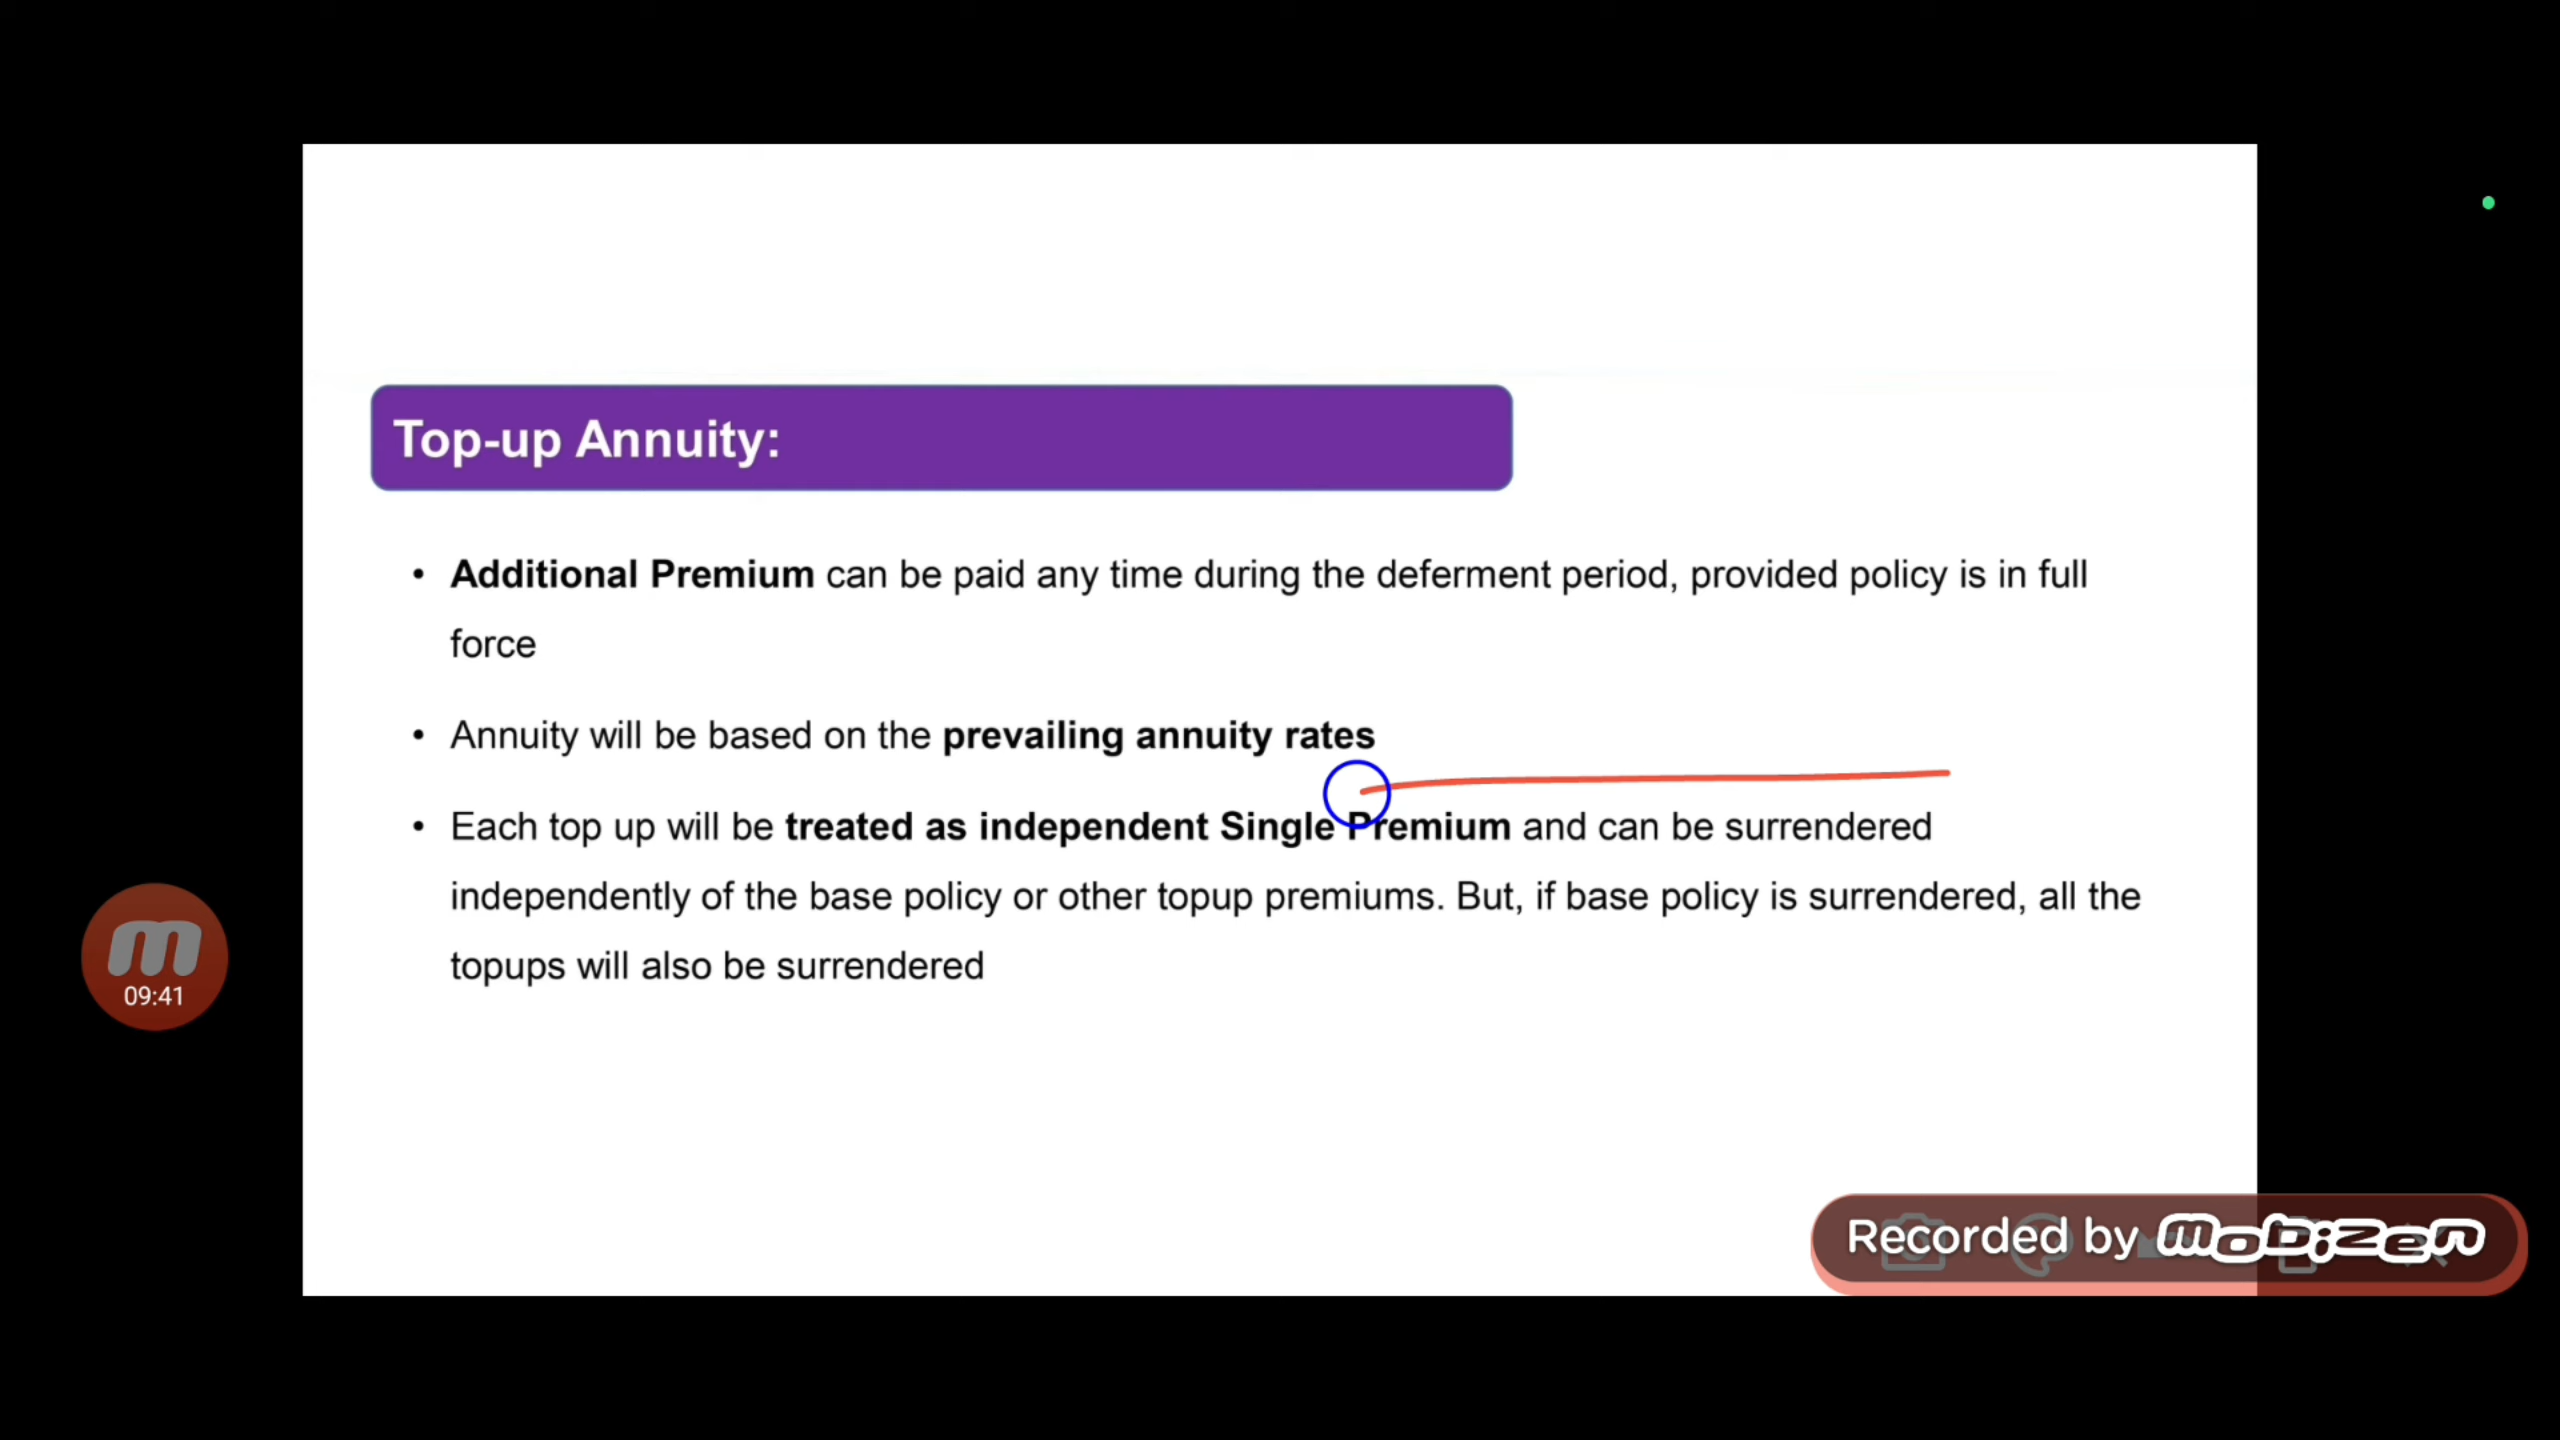 Top-up Annuity:
• Additional Premium can be paid any time during the deferment period, provided policy is in full
force
• Annuity will be based on the prevailing annuity rates
• Each top up will be treated as independent Single Premium and can be surrendered
independently of the base policy or other topup premiums. But, if base policy is surrendered, all the
topups will also be surrendered
m
09:41
Recorded by mobizen